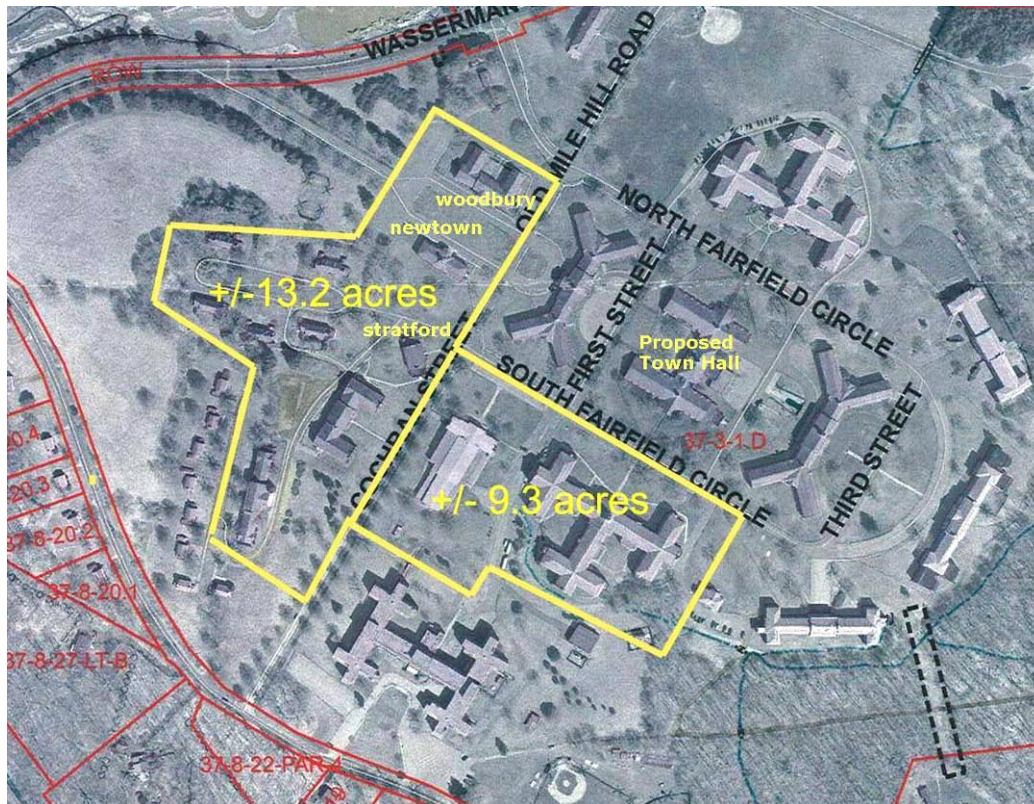 WASSERMAN
ROW
OLD MILE HILL ROAD
woodbury
newtown
NORTH FAIRFIELD CIRCLE
+/-13.2 acres
stratford
FIRST STREET
Proposed
Town Hall
COCHRAN STREET
SOUTH FAIRFIELD CIRCLE
37-3-1.D
THIRD STREET
+/- 9.3 acres
20.4
20.3
37-8-20.2
37-8-20.1
37-8-27-LT-B
37-8-22-PAR-4
19